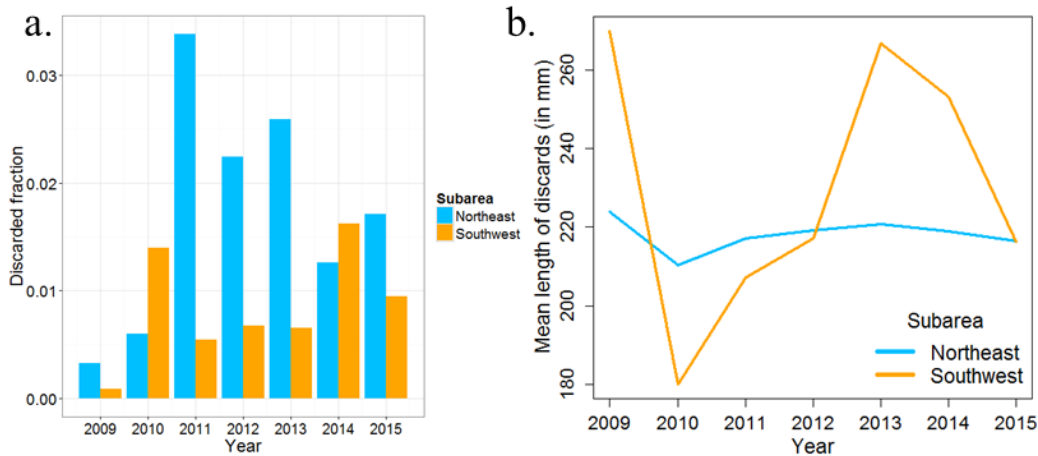 a.
Discarded fraction
0.03
0.02
0.01
0.00
2009 2010 2011 2012 2013 2014 2015
Year
Subarea
Northeast
Southwest
b.
Mean length of discards (in mm)
260
240
220
200
180
2009 2010 2011 2012 2013 2014 2015
Year
Subarea
Northeast
Southwest